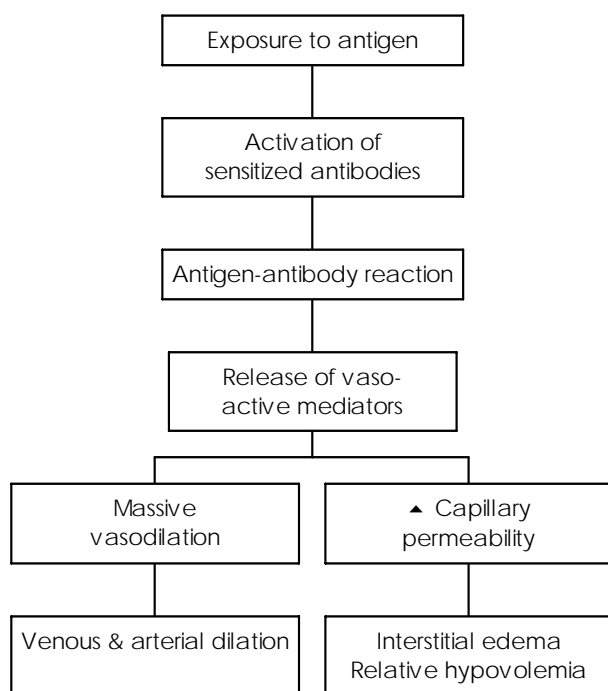 Exposure to antigen
Activation of
sensitized antibodies
Antigen-antibody reaction
Release of vaso-
active mediators
Massive
vasodilation
▲ Capillary
permeability
Venous & arterial dilation
Interstitial edema
Relative hypovolemia